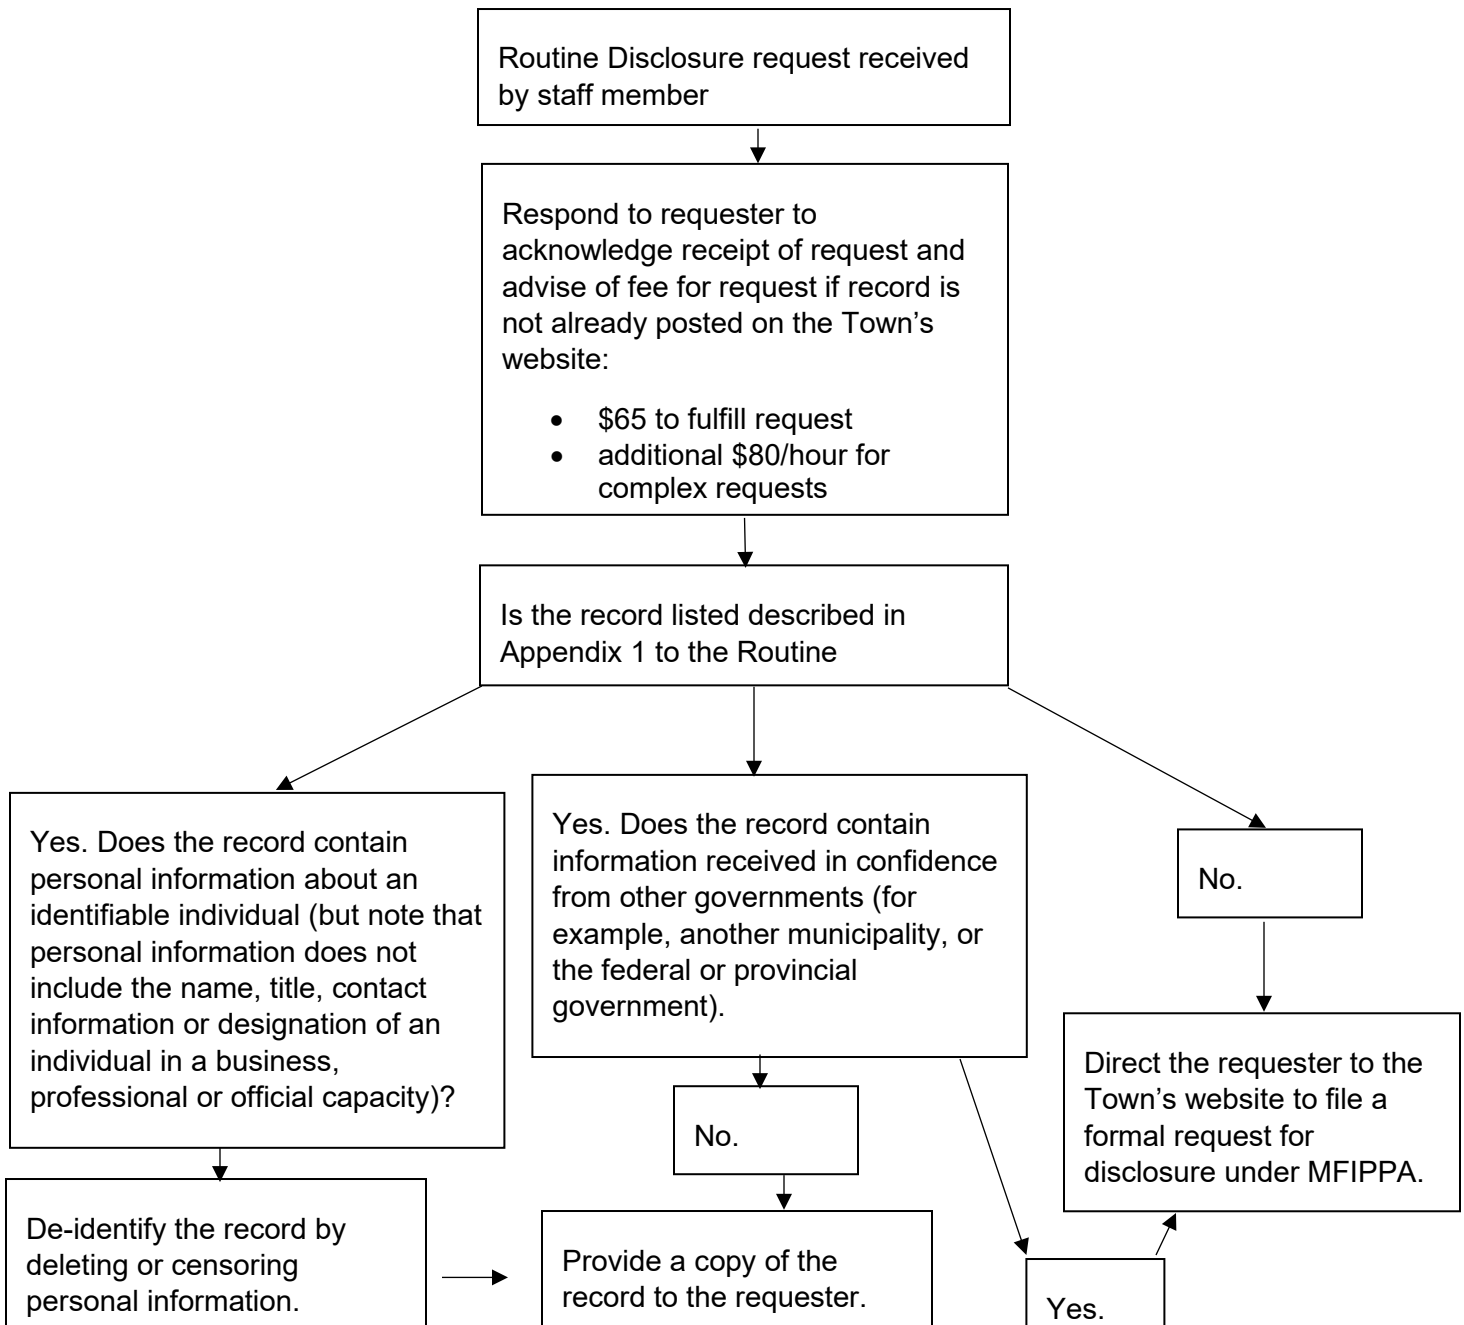 Routine Disclosure request received
by staff member
Respond to requester to
acknowledge receipt of request and
advise of fee for request if record is
not already posted on the Town’s
website:
• $65 to fulfill request
• additional $80/hour for
complex requests
Is the record listed described in
Appendix 1 to the Routine
Yes. Does the record contain
personal information about an
identifiable individual (but note that
personal information does not
include the name, title, contact
information or designation of an
individual in a business,
professional or official capacity)?
Yes. Does the record contain
information received in confidence
from other governments (for
example, another municipality, or
the federal or provincial
government).
No.
No.
Direct the requester to the
Town’s website to file a
formal request for
disclosure under MFIPPA.
De-identify the record by
deleting or censoring
personal information.
Provide a copy of the
record to the requester.
Yes.